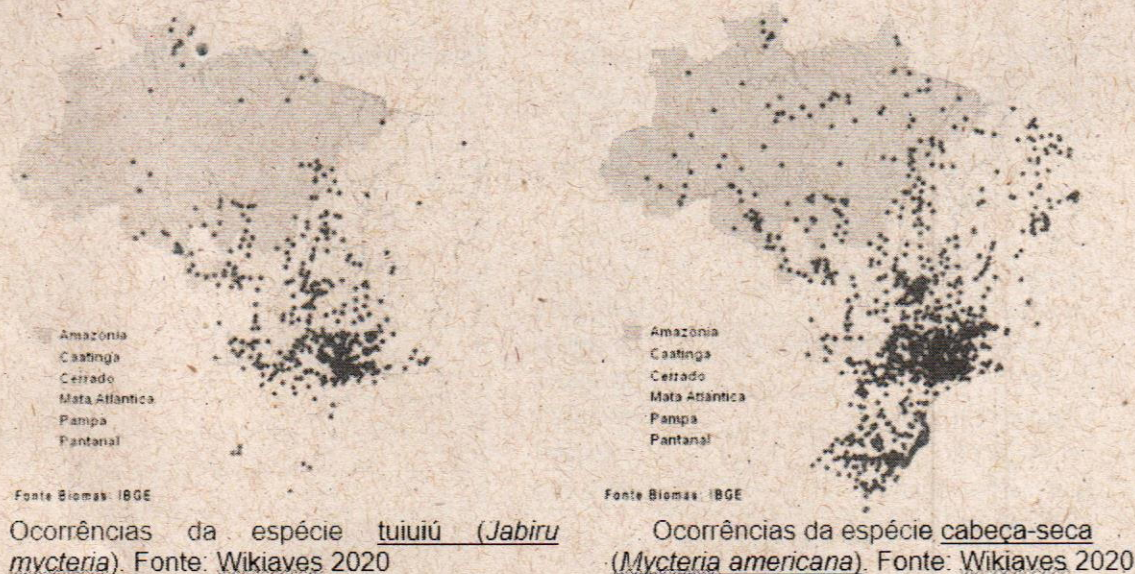 Amazônia
Caatinga
Cerrado
Mata Atlântica
Pampa
Pantanal
Fonte Biomas: IBGE
Ocorrências da espécie tuiuiú (Jabiru
mycteria). Fonte: Wikiaves 2020
Amazônia
Caatinga
Cerrado
Mata Atlântica
Pampa
Pantanal
Fonte Biomas: IBGE
Ocorrências da espécie cabeça-seca
(Mycteria americana). Fonte: Wikiaves 2020